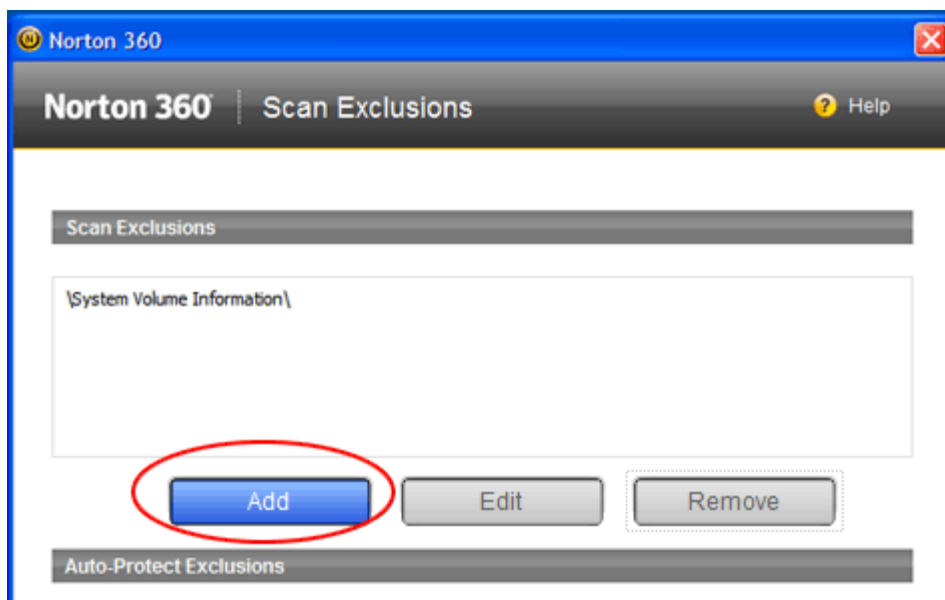 Norton 360
Norton 360 Scan Exclusions ? Help
Scan Exclusions
\System Volume Information\
Add Edit Remove
Auto-Protect Exclusions